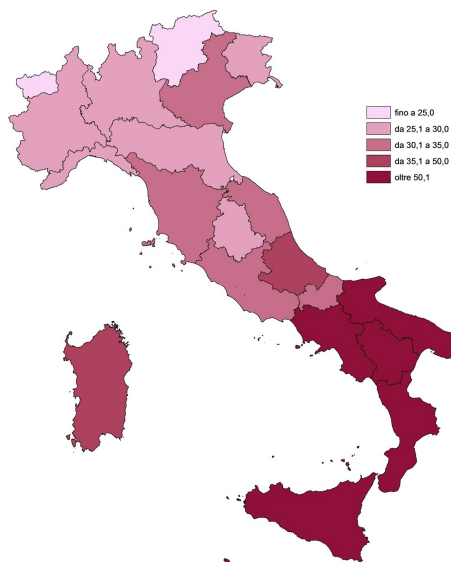 fino a 25,0
da 25,1 a 30,0
da 30,1 a 35,0
da 35,1 a 50,0
oltre 50,1